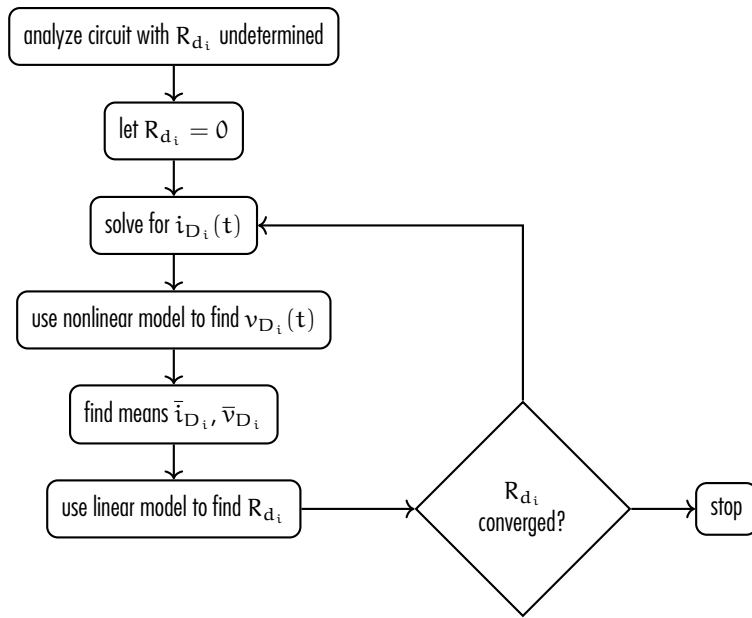 analyze circuit with R_{d_i} undetermined
let R_{d_i} = 0
solve for i_{D_i}(t)
use nonlinear model to find v_{D_i}(t)
find means i̅_{D_i}, v̅_{D_i}
use linear model to find R_{d_i}
R_{d_i}
converged?
stop